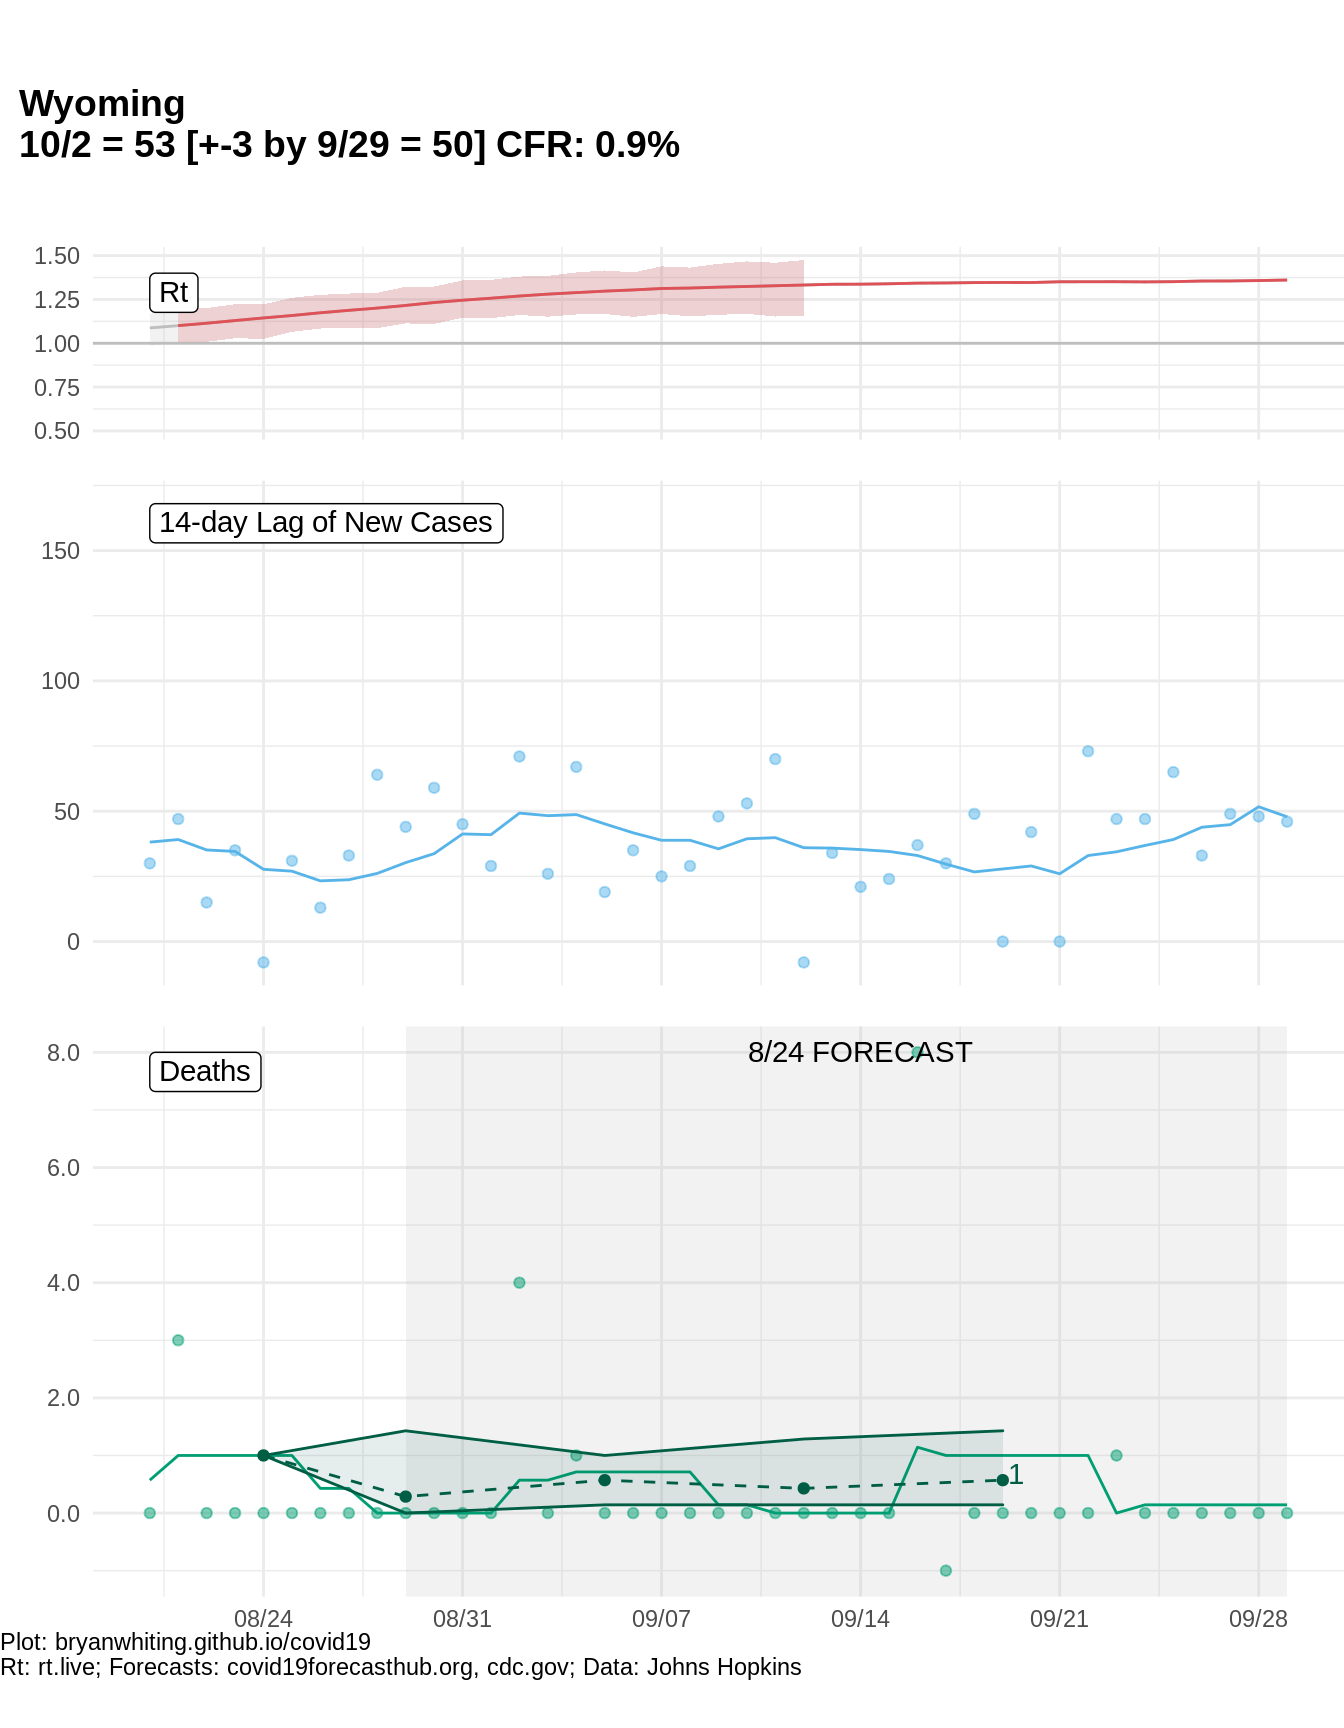 Wyoming
10/2 = 53 [+-3 by 9/29 = 50] CFR: 0.9%
1.50
Rt
1.25
1.00
0.75
0.50
14-day Lag of New Cases
150
100
50
0
8.0
8/24 FORECAST
Deaths
6.0
4.0
2.0
1
0.0
08/24 08/31 09/07 09/14 09/21 09/28
Plot: bryanwhiting.github.io/covid19
Rt: rt.live; Forecasts: covid19forecasthub.org, cdc.gov; Data: Johns Hopkins